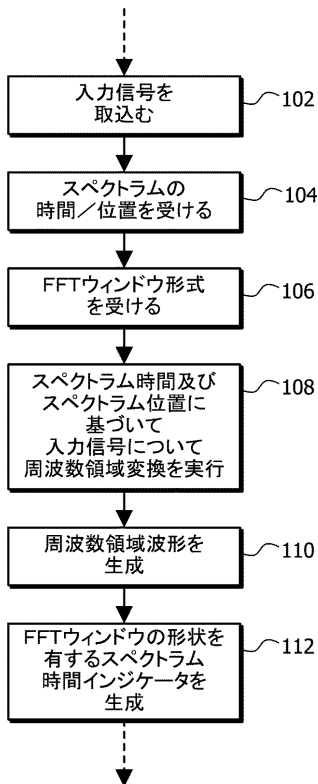 入力信号を
取込む
102
スペクトラムの
時間／位置を受ける
104
FFTウィンドウ形式
を受ける
106
スペクトラム時間及び
スペクトラム位置に
基づいて
入力信号について
周波数領域変換を実行
108
周波数領域波形を
生成
110
FFTウィンドウの形状を
有するスペクトラム
時間インジケータを
生成
112